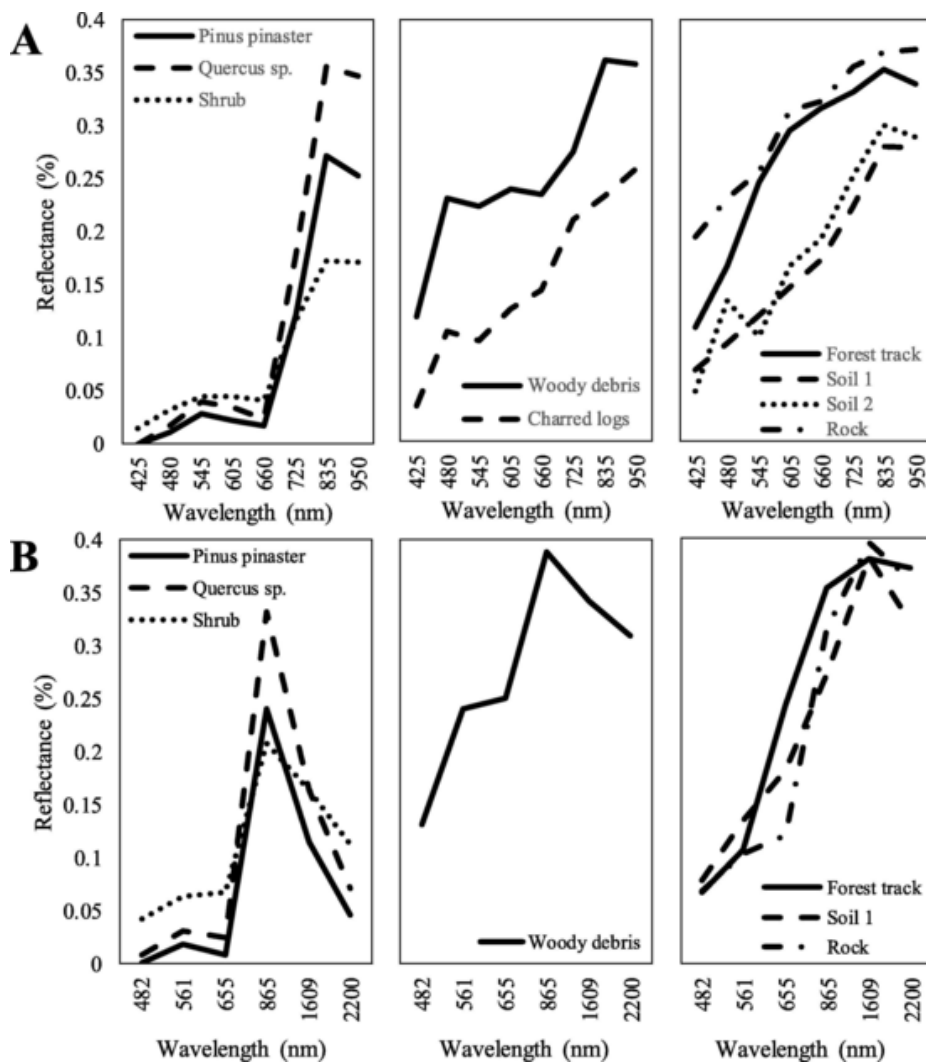 A
0.4
0.35
0.3
0.25
0.2
0.15
0.1
0.05
0
Reflectance (%)
Pinus pinaster
Quercus sp.
Shrub
425 480 545 605 660 725 835 950
Wavelength (nm)
Woody debris
Charred logs
425 480 545 605 660 725 835 950
Wavelength (nm)
Forest track
Soil 1
Soil 2
Rock
425 480 545 605 660 725 835 950
Wavelength (nm)
B
0.4
0.35
0.3
0.25
0.2
0.15
0.1
0.05
0
Reflectance (%)
Pinus pinaster
Quercus sp.
Shrub
482 561 655 865 1609 2200
Wavelength (nm)
Woody debris
482 561 655 865 1609 2200
Wavelength (nm)
Forest track
Soil 1
Rock
482 561 655 865 1609 2200
Wavelength (nm)